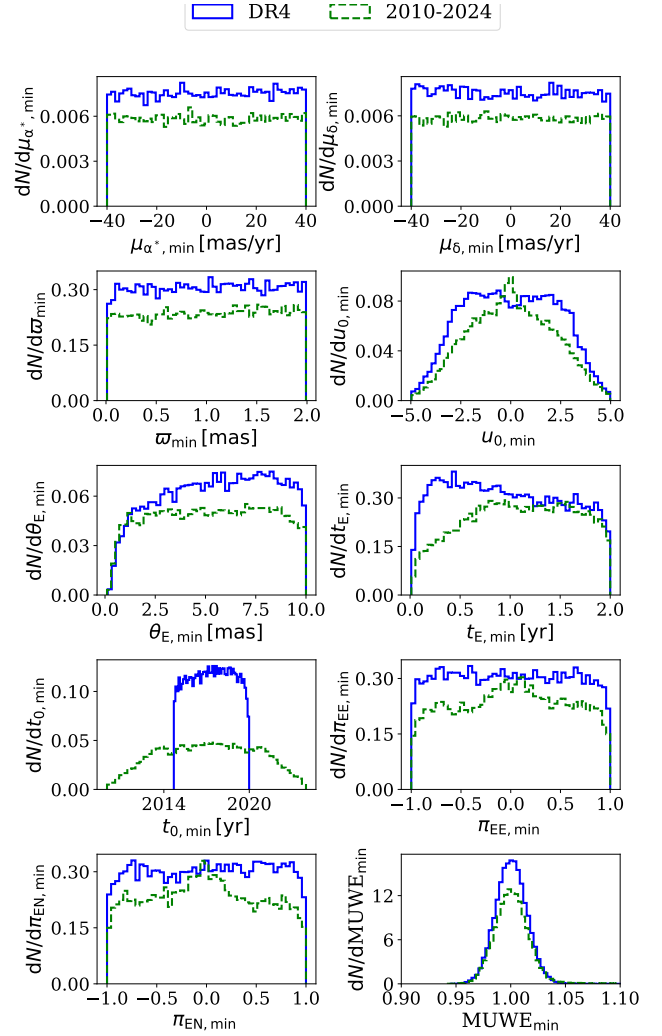 DR4 2010-2024
dN/dμα*, min
0.006
0.003
0.000
−40 −20 0 20 40
μα*, min [mas/yr]
dN/dμδ, min
0.006
0.003
0.000
−40 −20 0 20 40
μδ, min [mas/yr]
dN/dϖmin
0.30
0.15
0.00
0.0 0.5 1.0 1.5 2.0
ϖmin [mas]
dN/du0, min
0.08
0.04
0.00
−5.0 −2.5 0.0 2.5 5.0
u0, min
dN/dθE, min
0.06
0.03
0.00
0.0 2.5 5.0 7.5 10.0
θE, min [mas]
dN/dtE, min
0.30
0.15
0.00
0.0 0.5 1.0 1.5 2.0
tE, min [yr]
dN/dt0, min
0.10
0.05
0.00
2014 2020
t0, min [yr]
dN/dπEE, min
0.30
0.15
0.00
−1.0 −0.5 0.0 0.5 1.0
πEE, min
dN/dπEN, min
0.30
0.15
0.00
−1.0 −0.5 0.0 0.5 1.0
πEN, min
dN/dMUWEmin
12
6
0
0.90 0.95 1.00 1.05 1.10
MUWEmin